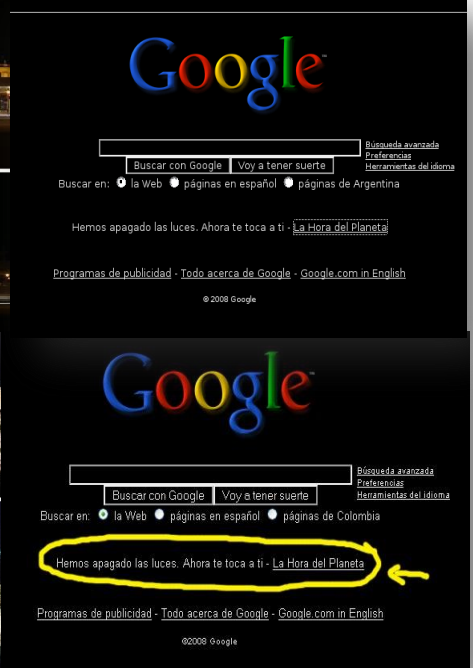 Google™
Búsqueda avanzada
Preferencias
Herramientas del idioma
Buscar con Google Voy a tener suerte
Buscar en: la Web páginas en español páginas de Argentina
Hemos apagado las luces. Ahora te toca a ti - La Hora del Planeta
Programas de publicidad - Todo acerca de Google - Google.com in English
© 2008 Google
Google™
Búsqueda avanzada
Preferencias
Herramientas del idioma
Buscar con Google Voy a tener suerte
Buscar en: la Web páginas en español páginas de Colombia
Hemos apagado las luces. Ahora te toca a ti - La Hora del Planeta
Programas de publicidad - Todo acerca de Google - Google.com in English
©2008 Google